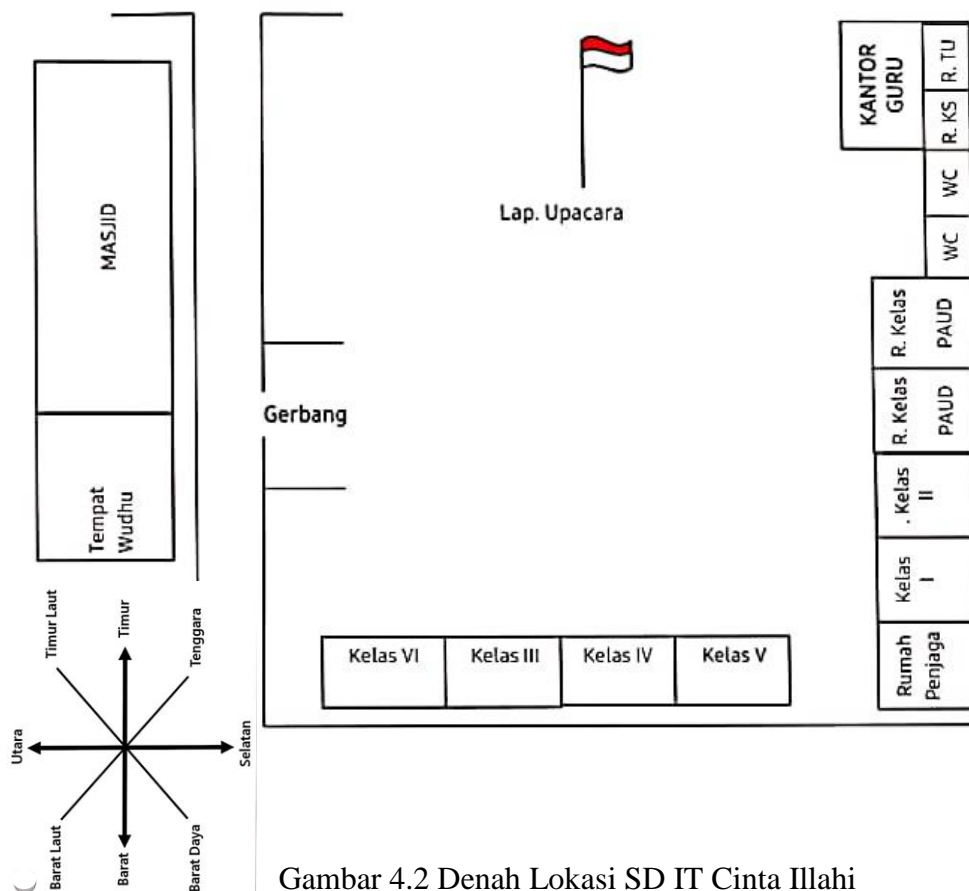 MASJID
Tempat
Wudhu
Gerbang
Lap. Upacara
KANTOR
GURU
R. TU
R. KS
WC
WC
R. Kelas
PAUD
R. Kelas
PAUD
. Kelas
II
Kelas
I
Rumah
Penjaga
Kelas VI
Kelas III
Kelas IV
Kelas V
Timur Laut
Timur
Tenggara
Utara
Selatan
Barat Laut
Barat
Barat Daya
Gambar 4.2 Denah Lokasi SD IT Cinta Illahi